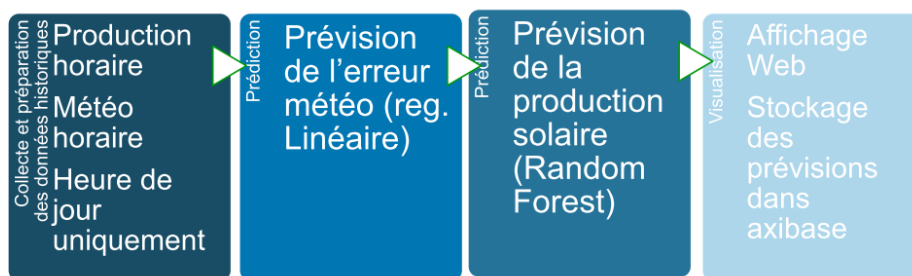 Collecte et préparation
des données historiques
Production
horaire
Météo
horaire
Heure de
jour
uniquement
Prédiction
Prévision
de l'erreur
météo (reg.
Linéaire)
Prédiction
Prévision
de la
production
solaire
(Random
Forest)
Visualisation
Affichage
Web
Stockage
des
prévisions
dans
axibase